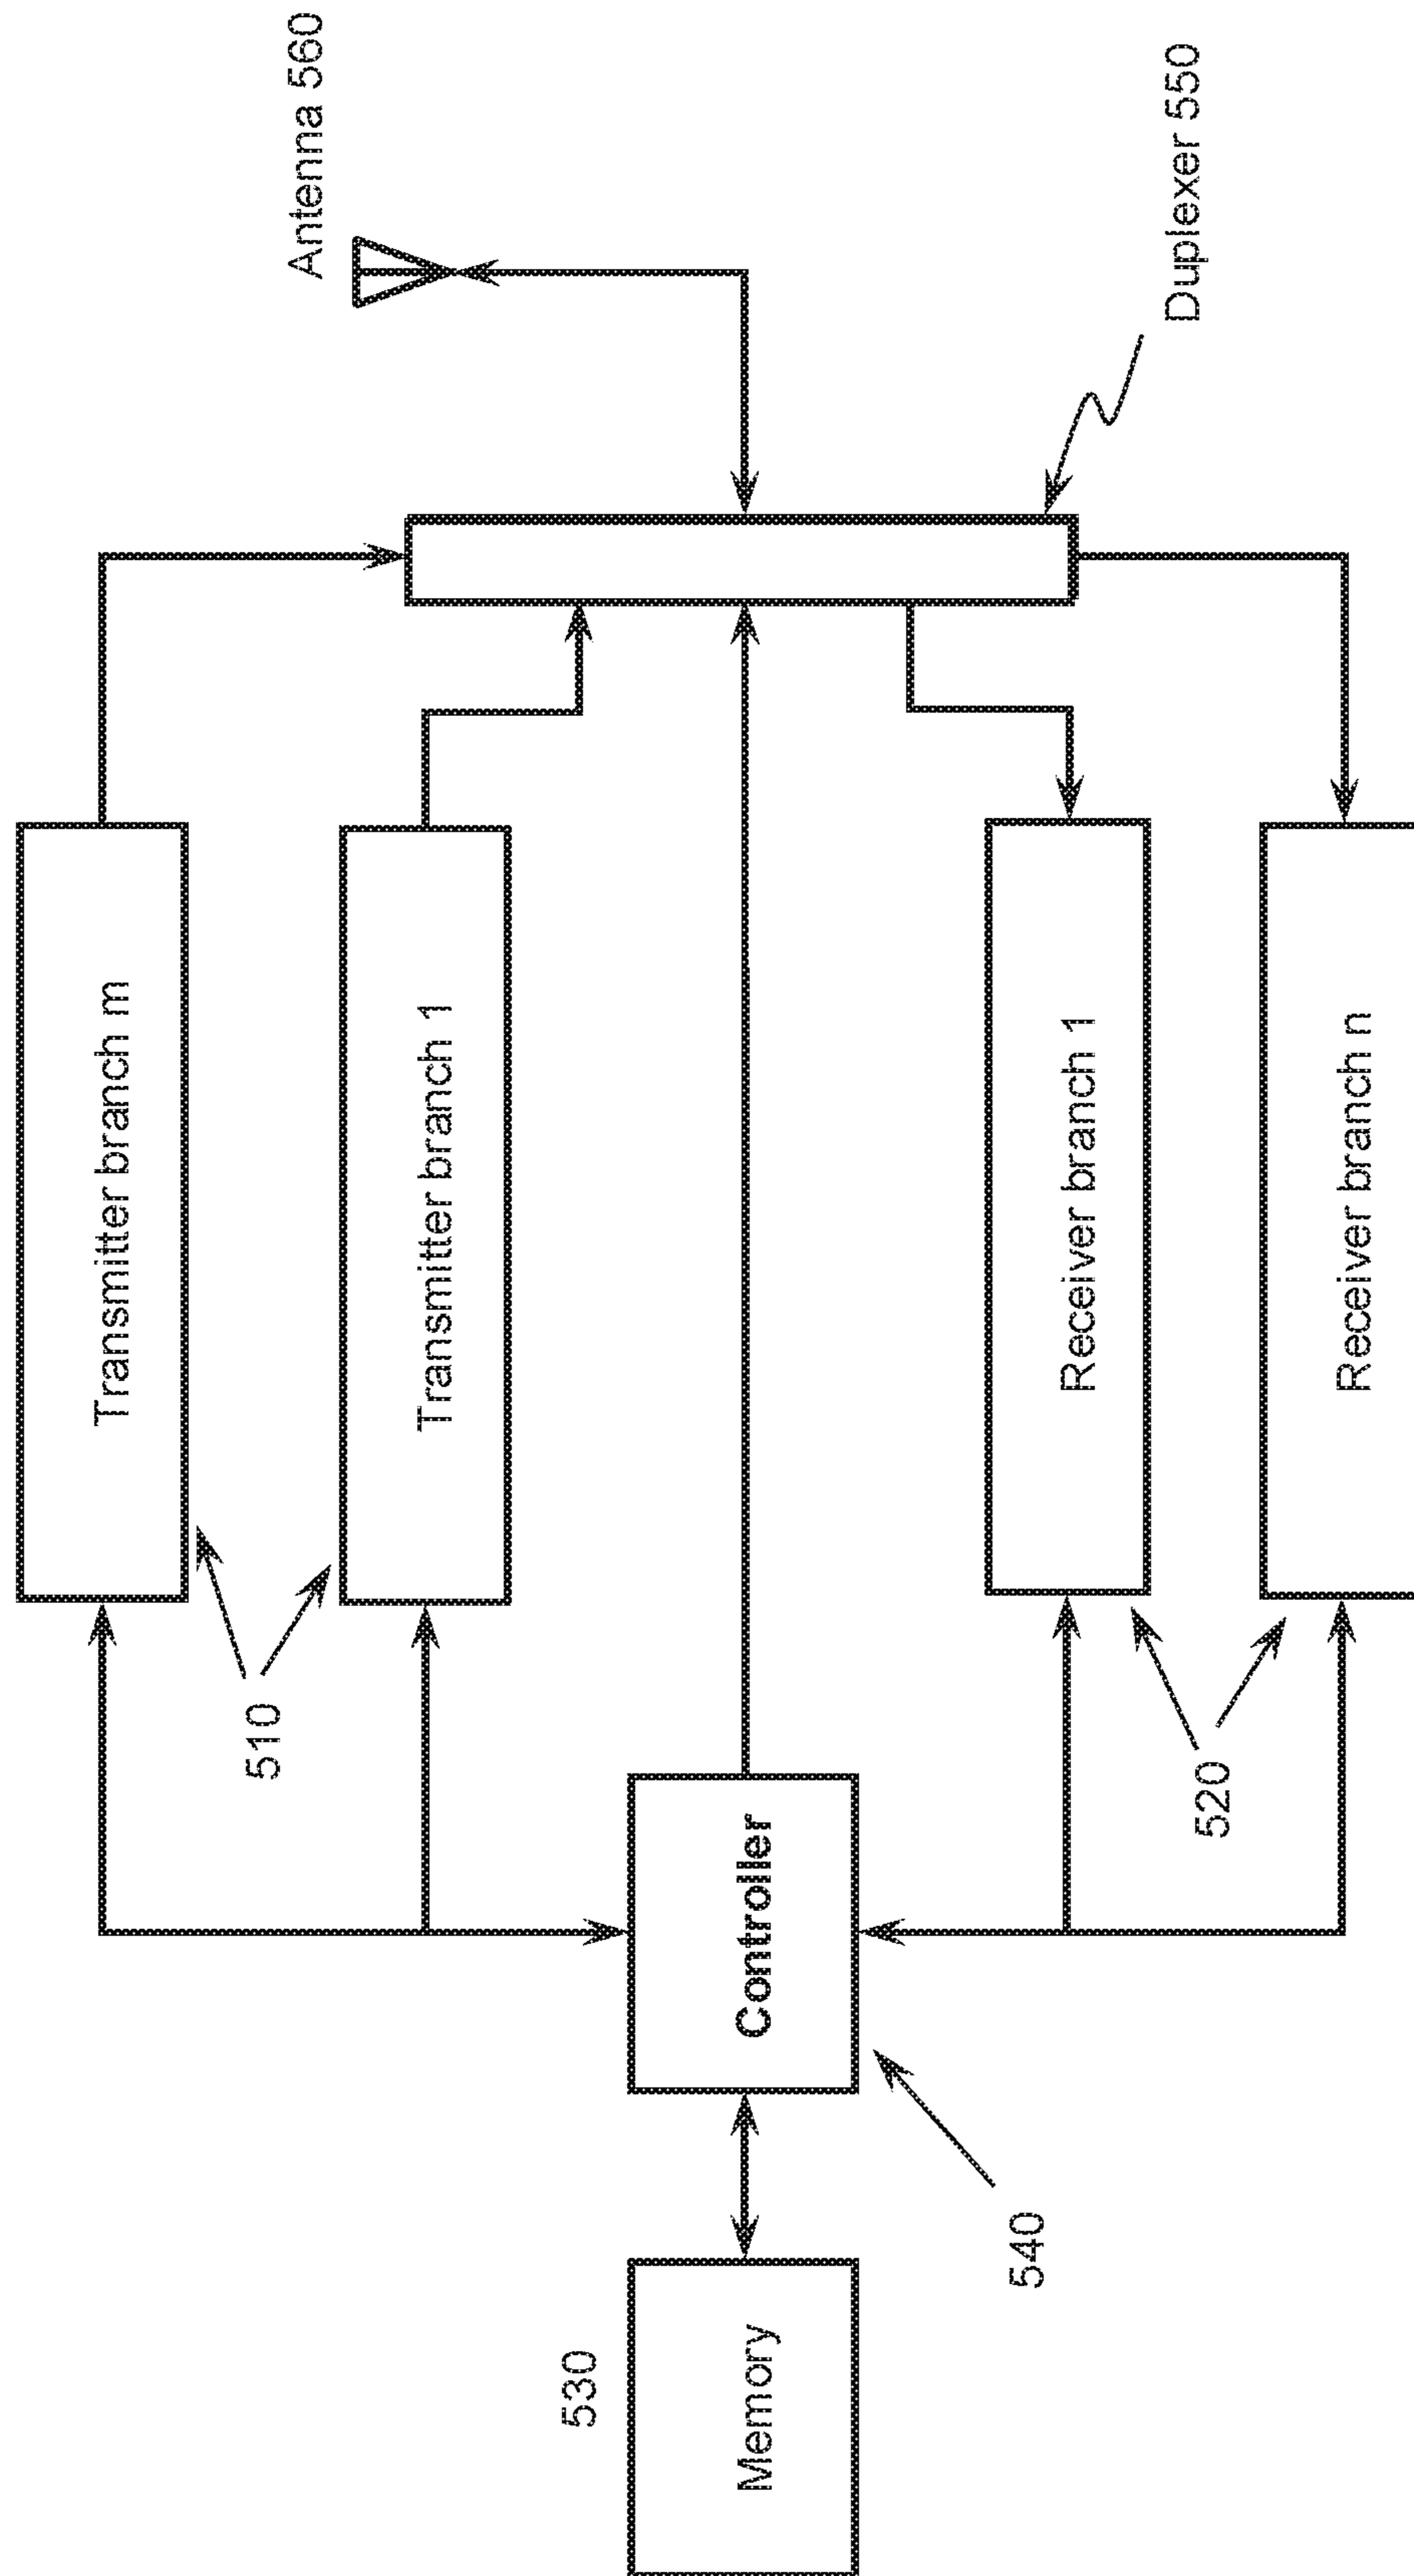 Transmitter branch m
Antenna 560
510
Transmitter branch 1
530
Memory
Controller
540
Duplexer 550
520
Receiver branch 1
Receiver branch n